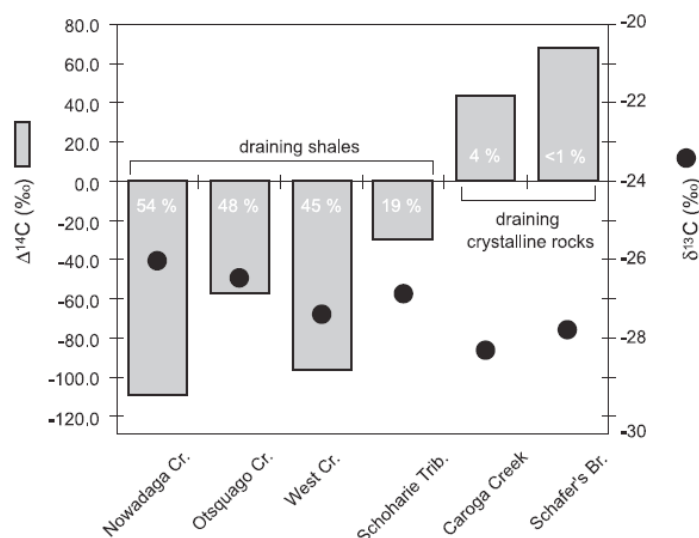 80.0
60.0
40.0
20.0
0.0
-20.0
-40.0
-60.0
-80.0
-100.0
-120.0
Δ¹⁴C (‰)
draining shales
54 %
48 %
45 %
19 %
4 %
<1 %
draining
crystalline rocks
-20
-22
-24
-26
-28
-30
δ¹³C (‰)
Nowadaga Cr.
Otsquago Cr.
West Cr.
Schoharie Trib.
Caroga Creek
Schafer's Br.